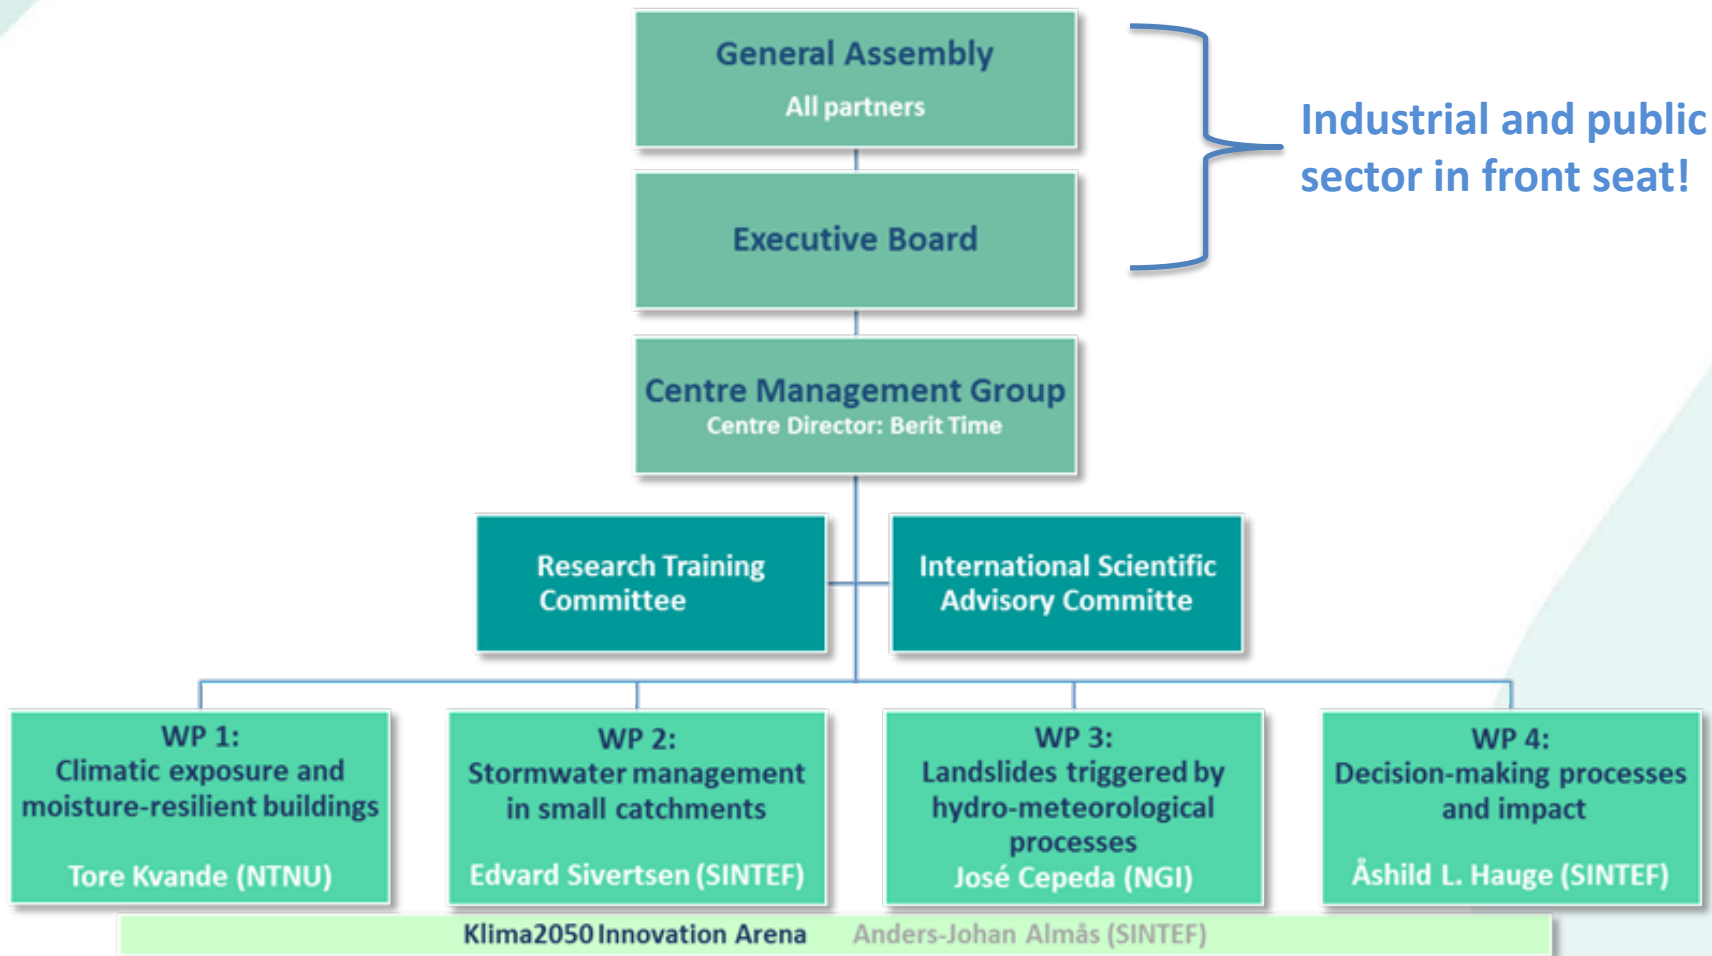 General Assembly
All partners
Industrial and public
sector in front seat!
Executive Board
Centre Management Group
Centre Director: Berit Time
Research Training
Committee
International Scientific
Advisory Committe
WP 1:
Climatic exposure and
moisture-resilient buildings
Tore Kvande (NTNU)
WP 2:
Stormwater management
in small catchments
Edvard Sivertsen (SINTEF)
WP 3:
Landslides triggered by
hydro-meteorological
processes
José Cepeda (NGI)
WP 4:
Decision-making processes
and impact
Åshild L. Hauge (SINTEF)
Klima2050 Innovation Arena Anders-Johan Almås (SINTEF)